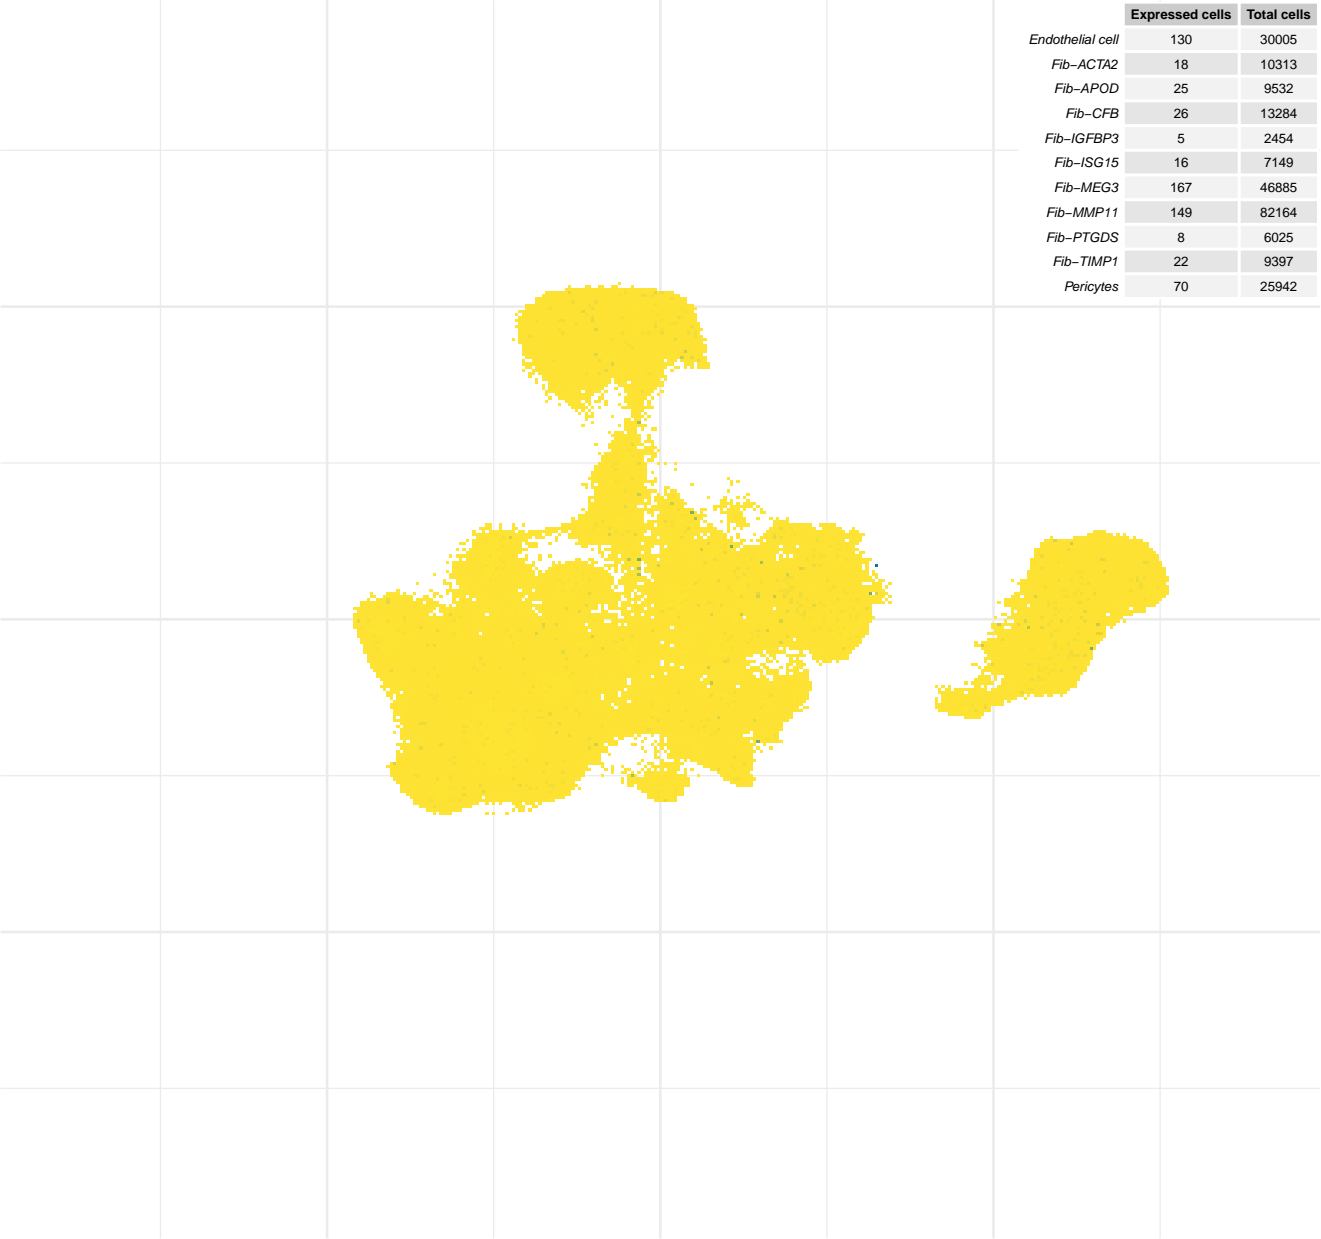 Expressed cells Total cells
Endothelial cell 130 30005
Fib−ACTA2 18 10313
Fib−APOD 25 9532
Fib−CFB 26 13284
Fib−IGFBP3 5 2454
Fib−ISG15 16 7149
Fib−MEG3 167 46885
Fib−MMP11 149 82164
Fib−PTGDS 8 6025
Fib−TIMP1 22 9397
Pericytes 70 25942